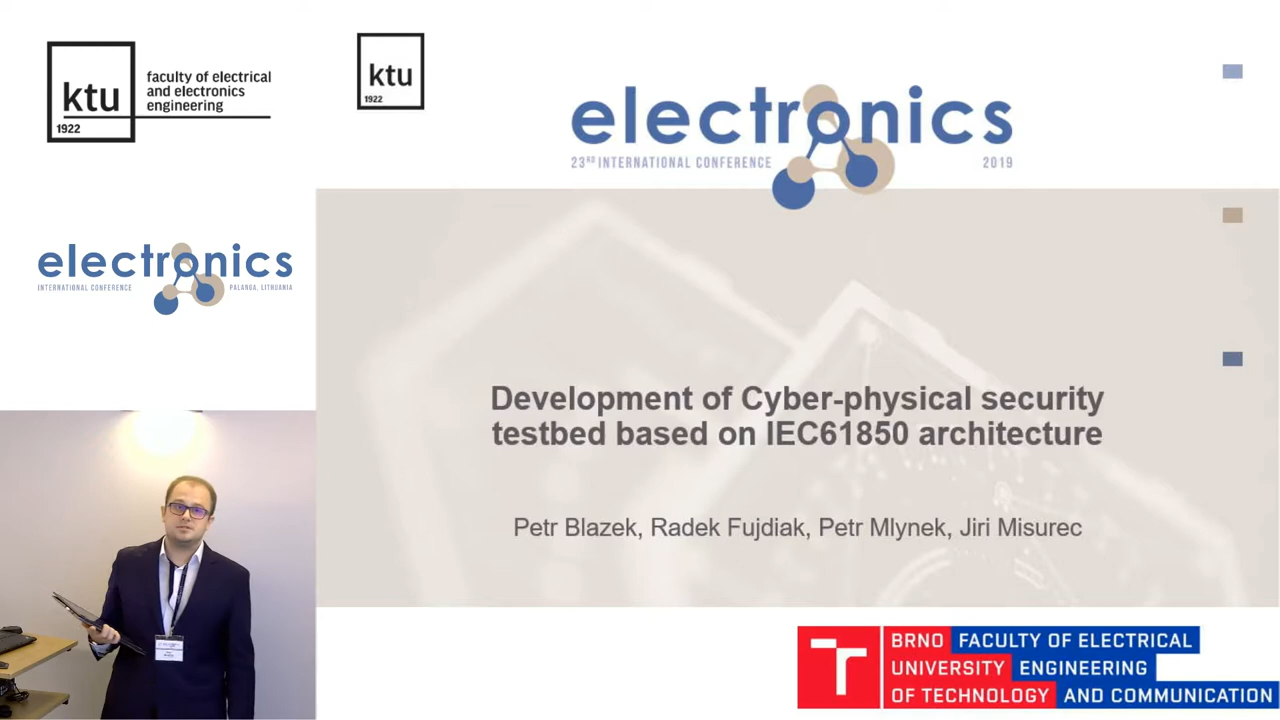 ktu
1922
faculty of electrical
and electronics
engineering
ktu
1922
electronics
23RD INTERNATIONAL CONFERENCE 2019
electronics
INTERNATIONAL CONFERENCE PALANGA, LITHUANIA
Development of Cyber-physical security
testbed based on IEC61850 architecture
Petr Blazek, Radek Fujdiak, Petr Mlynek, Jiri Misurec
BRNO FACULTY OF ELECTRICAL
UNIVERSITY ENGINEERING
OF TECHNOLOGY AND COMMUNICATION